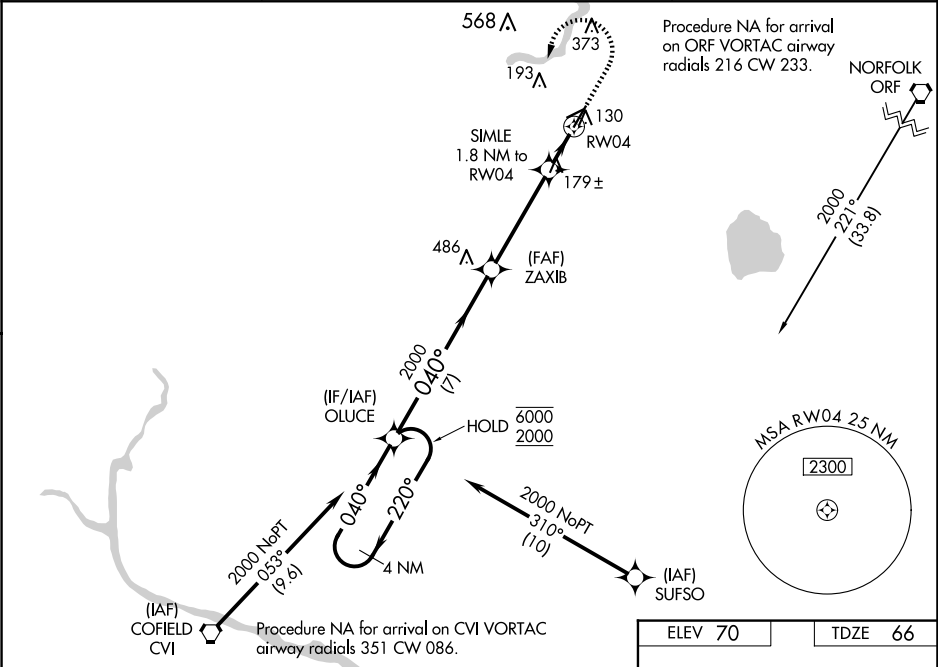 568
373
193
Procedure NA for arrival
on ORF VORTAC airway
radials 216 CW 233.
NORFOLK
ORF
130
RW04
SIMLE
1.8 NM to
RW04
179 ±
2000
221°
(33.8)
486
(FAF)
ZAXIB
2000
040°
(7)
(IF/IAF)
OLUCE
HOLD
6000
2000
MSA RW04 25 NM
2300
040°
220°
4 NM
2000 NoPT
310°
(10)
2000 NoPT
053°
(9.6)
(IAF)
SUFSO
(IAF)
COFIELD
CVI
Procedure NA for arrival on CVI VORTAC
airway radials 351 CW 086.
ELEV 70
TDZE 66